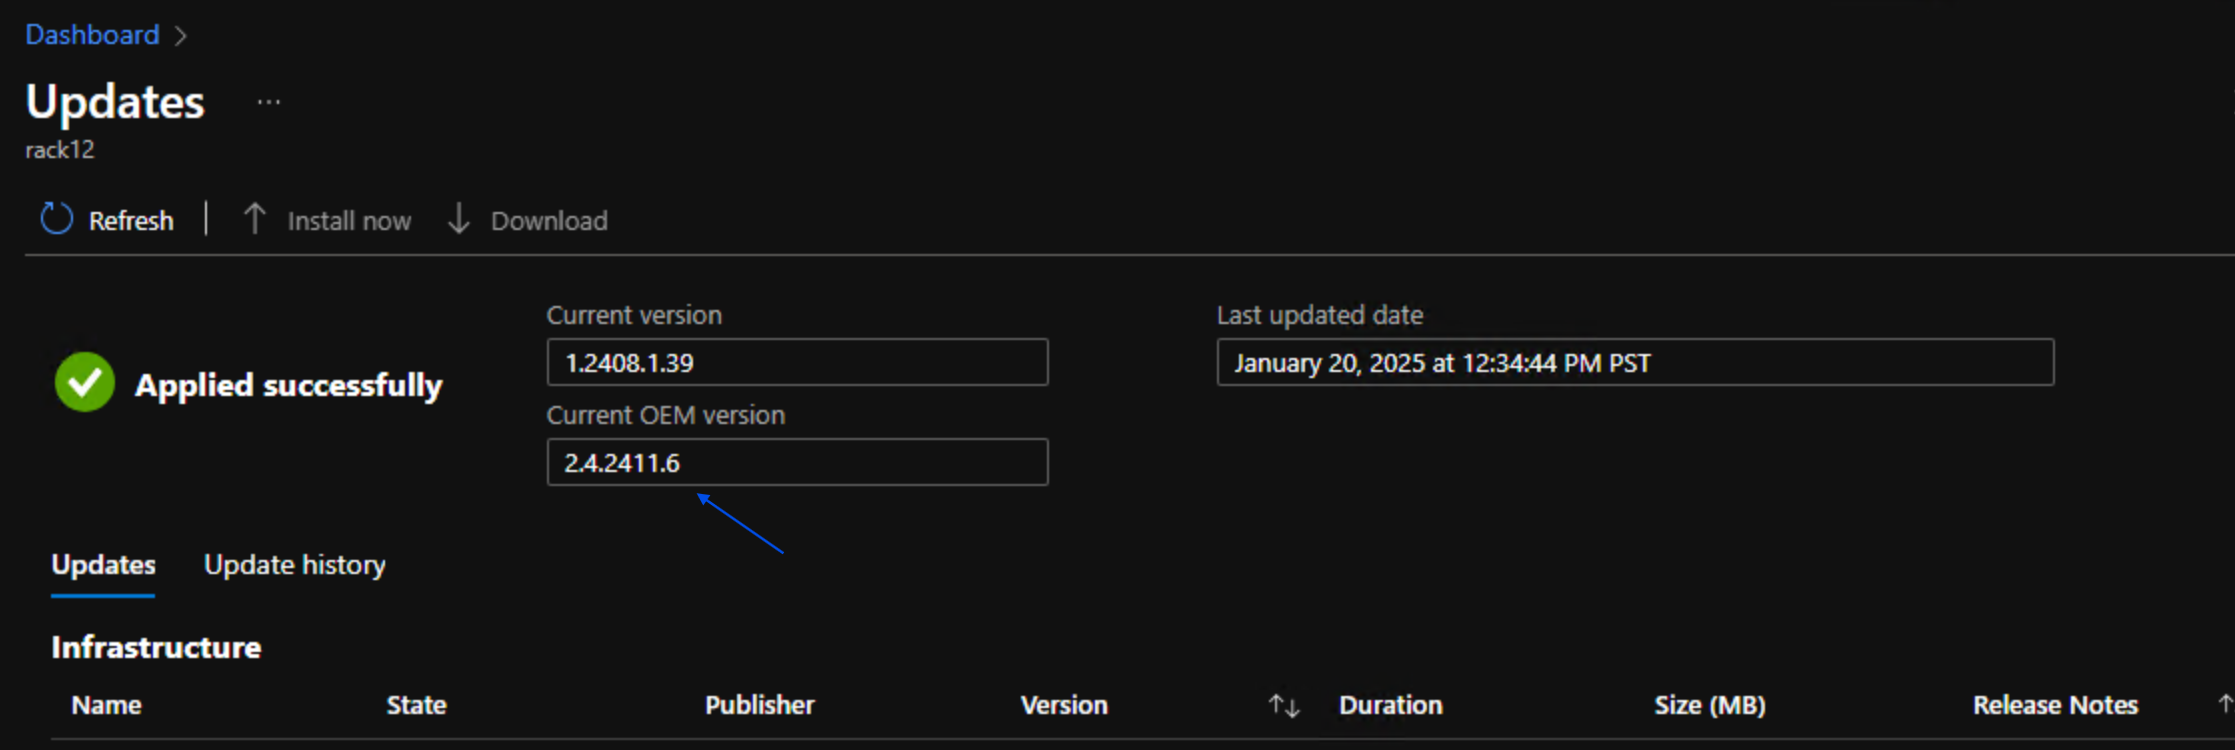 Dashboard
Updates ...
rack12
Refresh | Install now Download
Current version
1.2408.1.39
Last updated date
January 20, 2025 at 12:34:44 PM PST
Applied successfully
Current OEM version
2.4.2411.6
Updates Update history
Infrastructure
Name State Publisher Version ↑↓ Duration Size (MB) Release Notes ↑